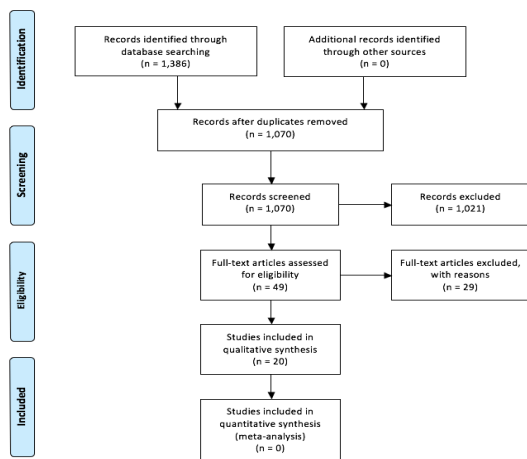 Identification
Records identified through
database searching
(n = 1,386)
Additional records identified
through other sources
(n = 0)
Records after duplicates removed
(n = 1,070)
Screening
Records screened
(n = 1,070)
Records excluded
(n = 1,021)
Eligibility
Full-text articles assessed
for eligibility
(n = 49)
Full-text articles excluded,
with reasons
(n = 29)
Studies included in
qualitative synthesis
(n = 20)
Included
Studies included in
quantitative synthesis
(meta-analysis)
(n = 0)